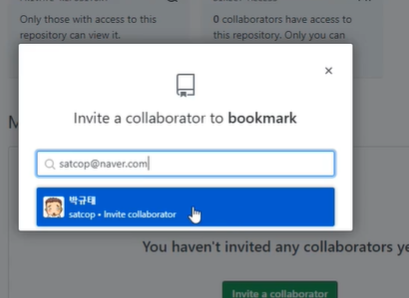 Only those with access to this
repository can view it.
0 collaborators have access to
this repository. Only you can
Invite a collaborator to bookmark
satcop@naver.com
박규태
satcop • Invite collaborator
You haven't invited any collaborators ye
Invite a collaborator